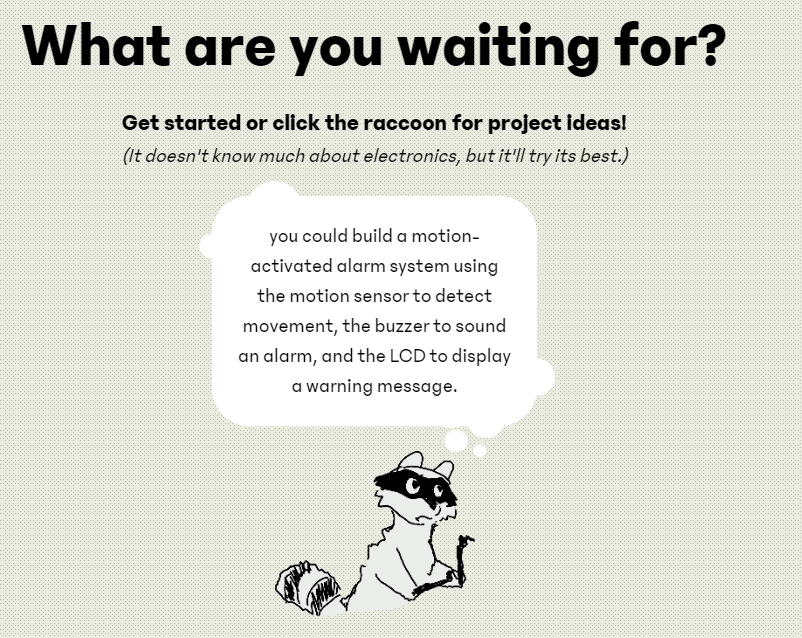 What are you waiting for?
Get started or click the raccoon for project ideas!
(It doesn't know much about electronics, but it'll try its best.)
you could build a motion-
activated alarm system using
the motion sensor to detect
movement, the buzzer to sound
an alarm, and the LCD to display
a warning message.